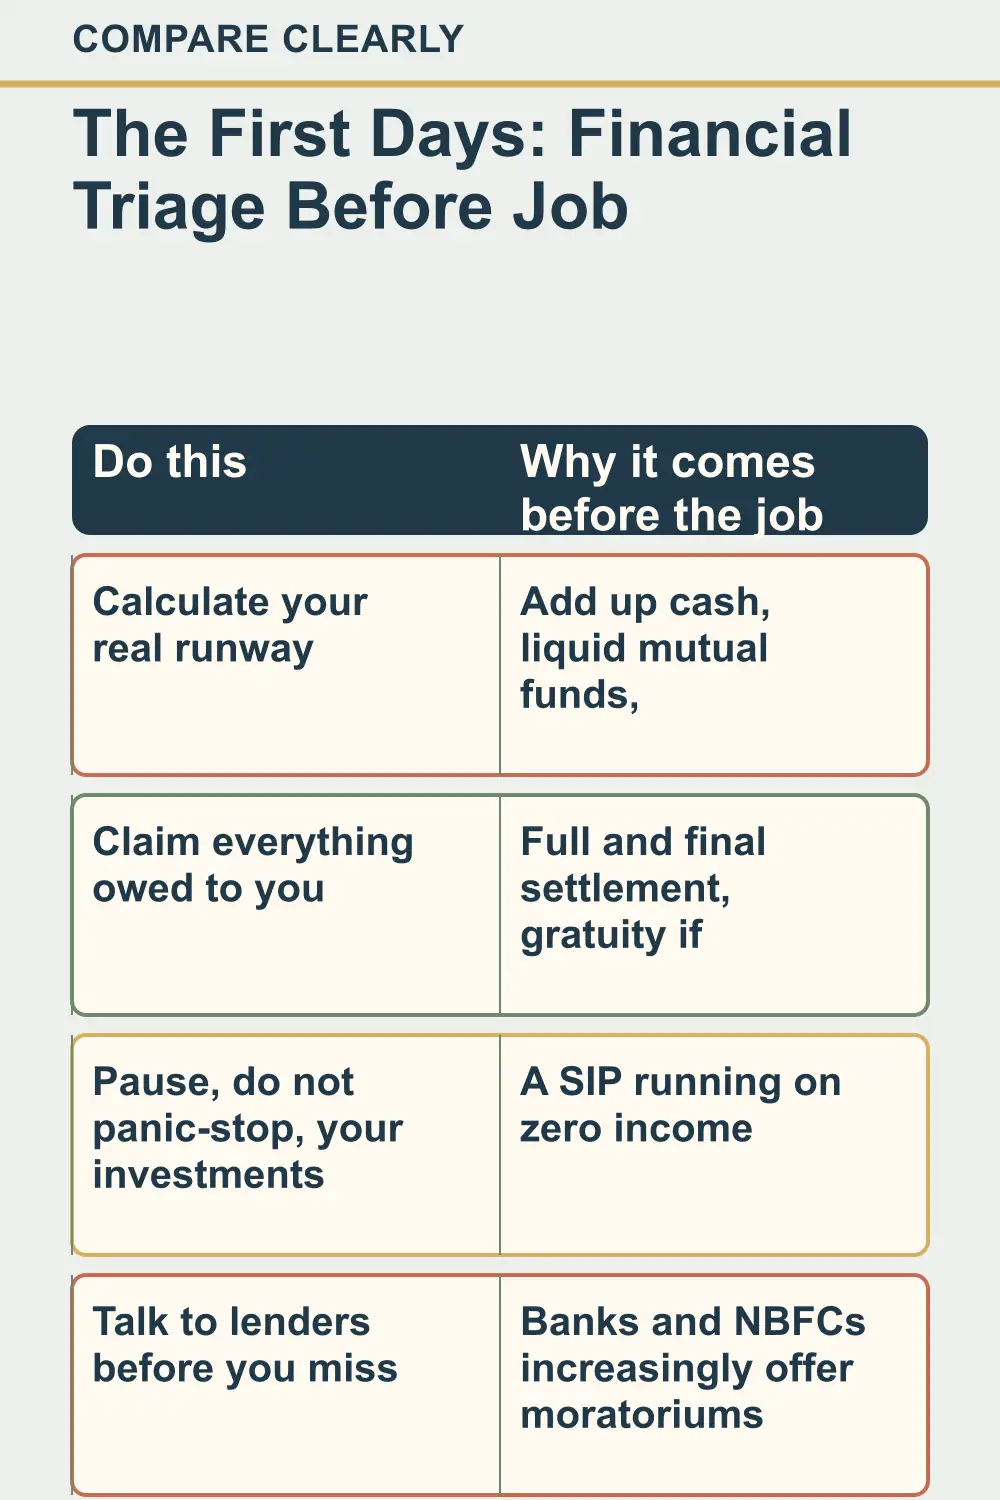 COMPARE CLEARLY
The First Days: Financial
Triage Before Job
Do this
Why it comes
before the job
Calculate your
real runway
Add up cash,
liquid mutual
funds,
Claim everything
owed to you
Full and final
settlement,
gratuity if
Pause, do not
panic-stop, your
investments
A SIP running on
zero income
Talk to lenders
before you miss
Banks and NBFCs
increasingly offer
moratoriums